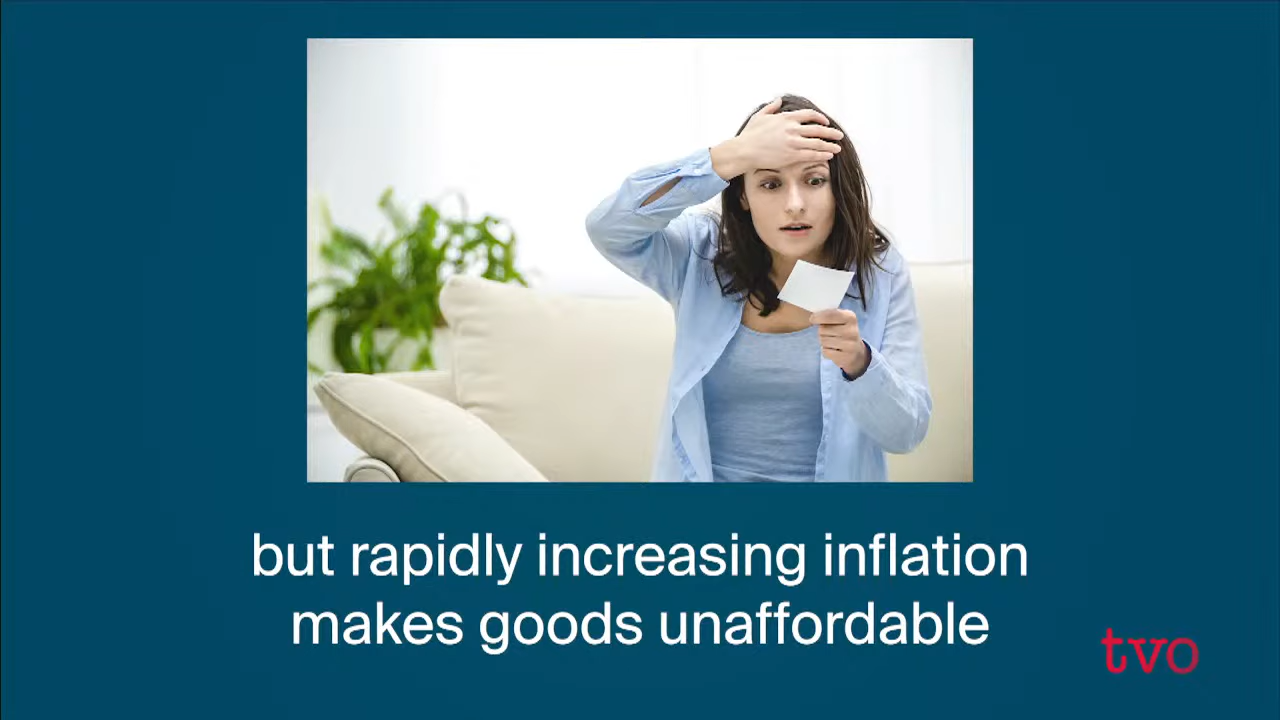 but rapidly increasing inflation
makes goods unaffordable
tvo